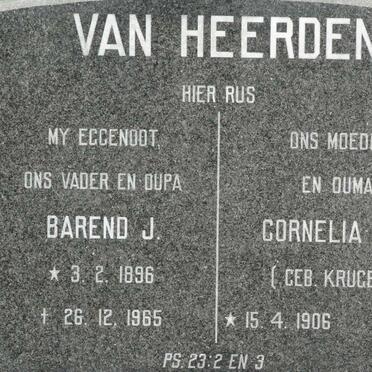 VAN HEERDEN
HIER RUS
MY EGGENOOT,
ONS VADER EN OUPA
BAREND J.
★ 3. 2. 1896
† 26. 12. 1965
ONS MOED
EN OUMA
CORNELIA
(GEB. KRUGE
★ 15. 4. 1906
PS. 23:2 EN 3